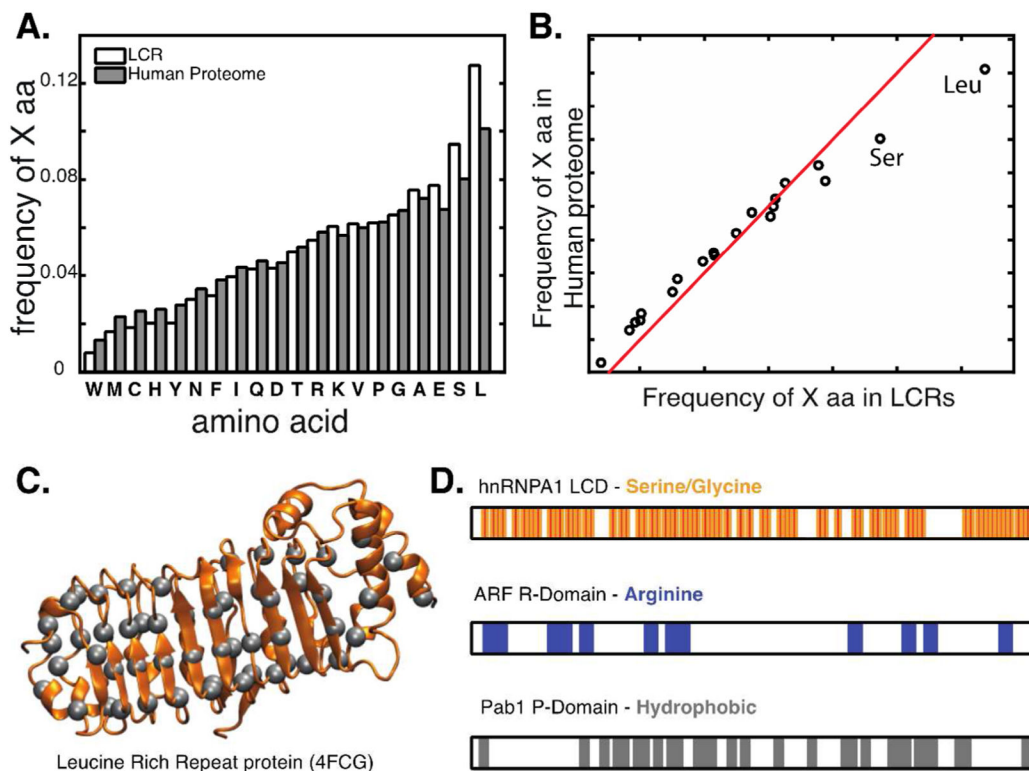 A.
LCR
Human Proteome
frequency of X aa
0.12
0.08
0.04
0
W M C H Y N F I Q D T R K V P G A E S L
amino acid
B.
Frequency of X aa in
Human proteome
Leu
Ser
Frequency of X aa in LCRs
C.
Leucine Rich Repeat protein (4FCG)
D.
hnRNPA1 LCD - Serine/Glycine
ARF R-Domain - Arginine
Pab1 P-Domain - Hydrophobic